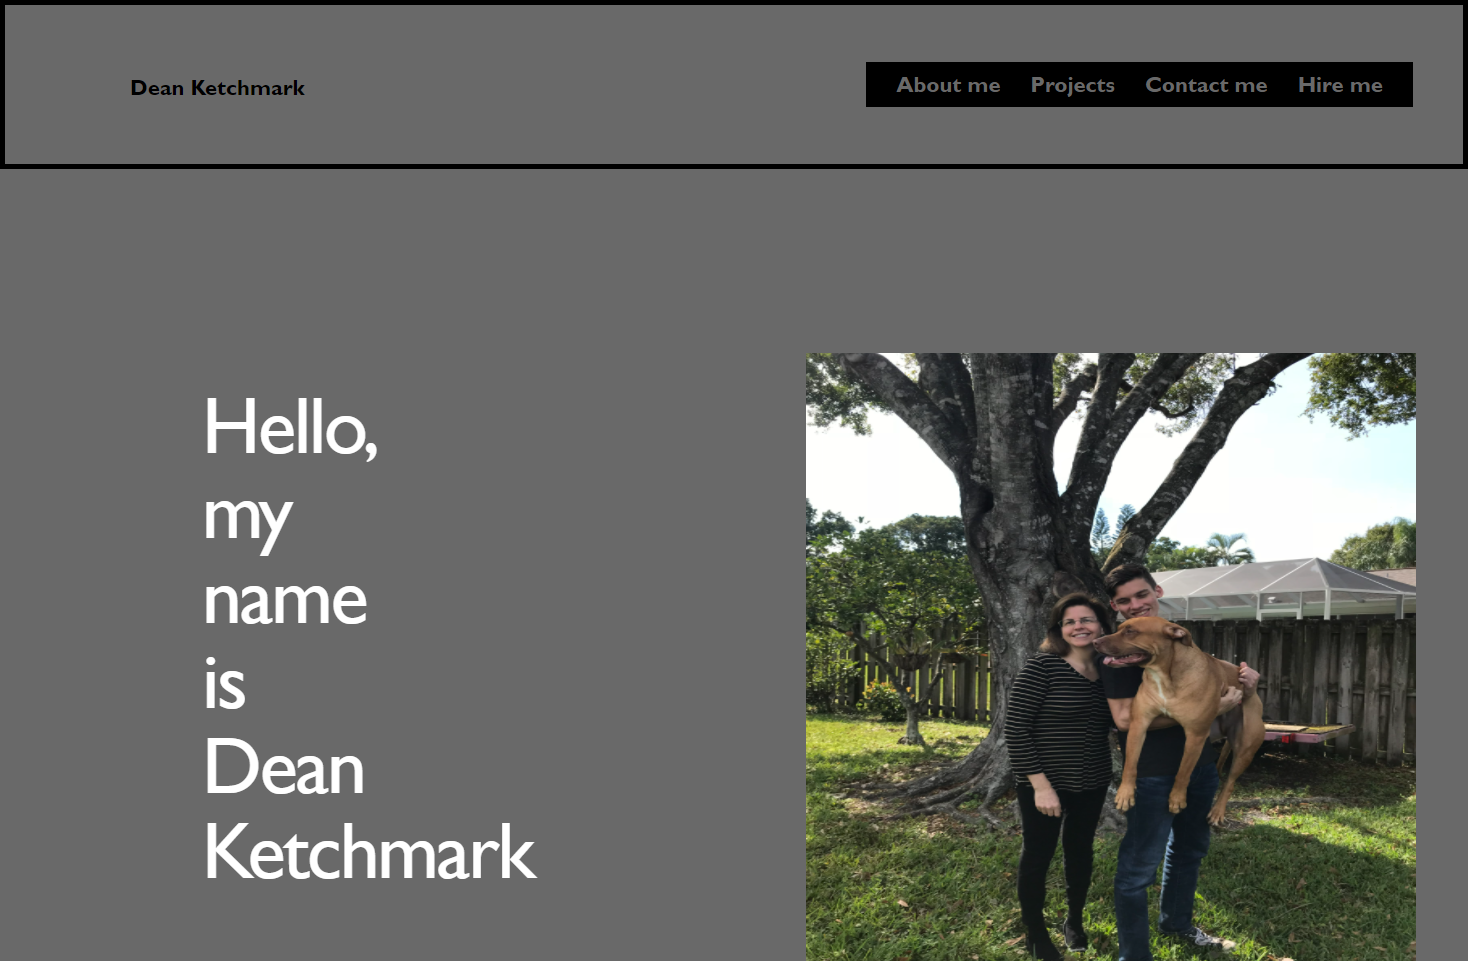 Dean Ketchmark
About me Projects Contact me Hire me
Hello,
my
name
is
Dean
Ketchmark